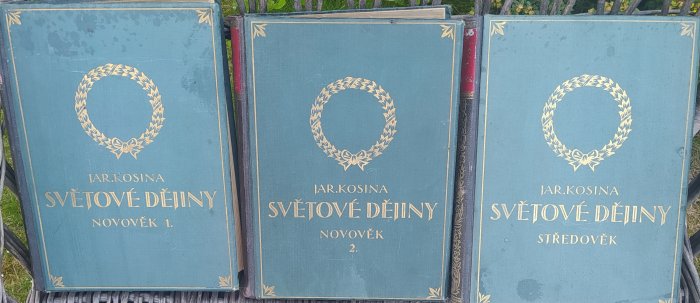 JAR. KOSINA
SVĚTOVÉ DĚJINY
NOVOVĚK 1.
JAR. KOSINA
SVĚTOVÉ DĚJINY
NOVOVĚK
2.
JAR. KOSINA
SVĚTOVÉ DĚJINY
STŘEDOVĚK